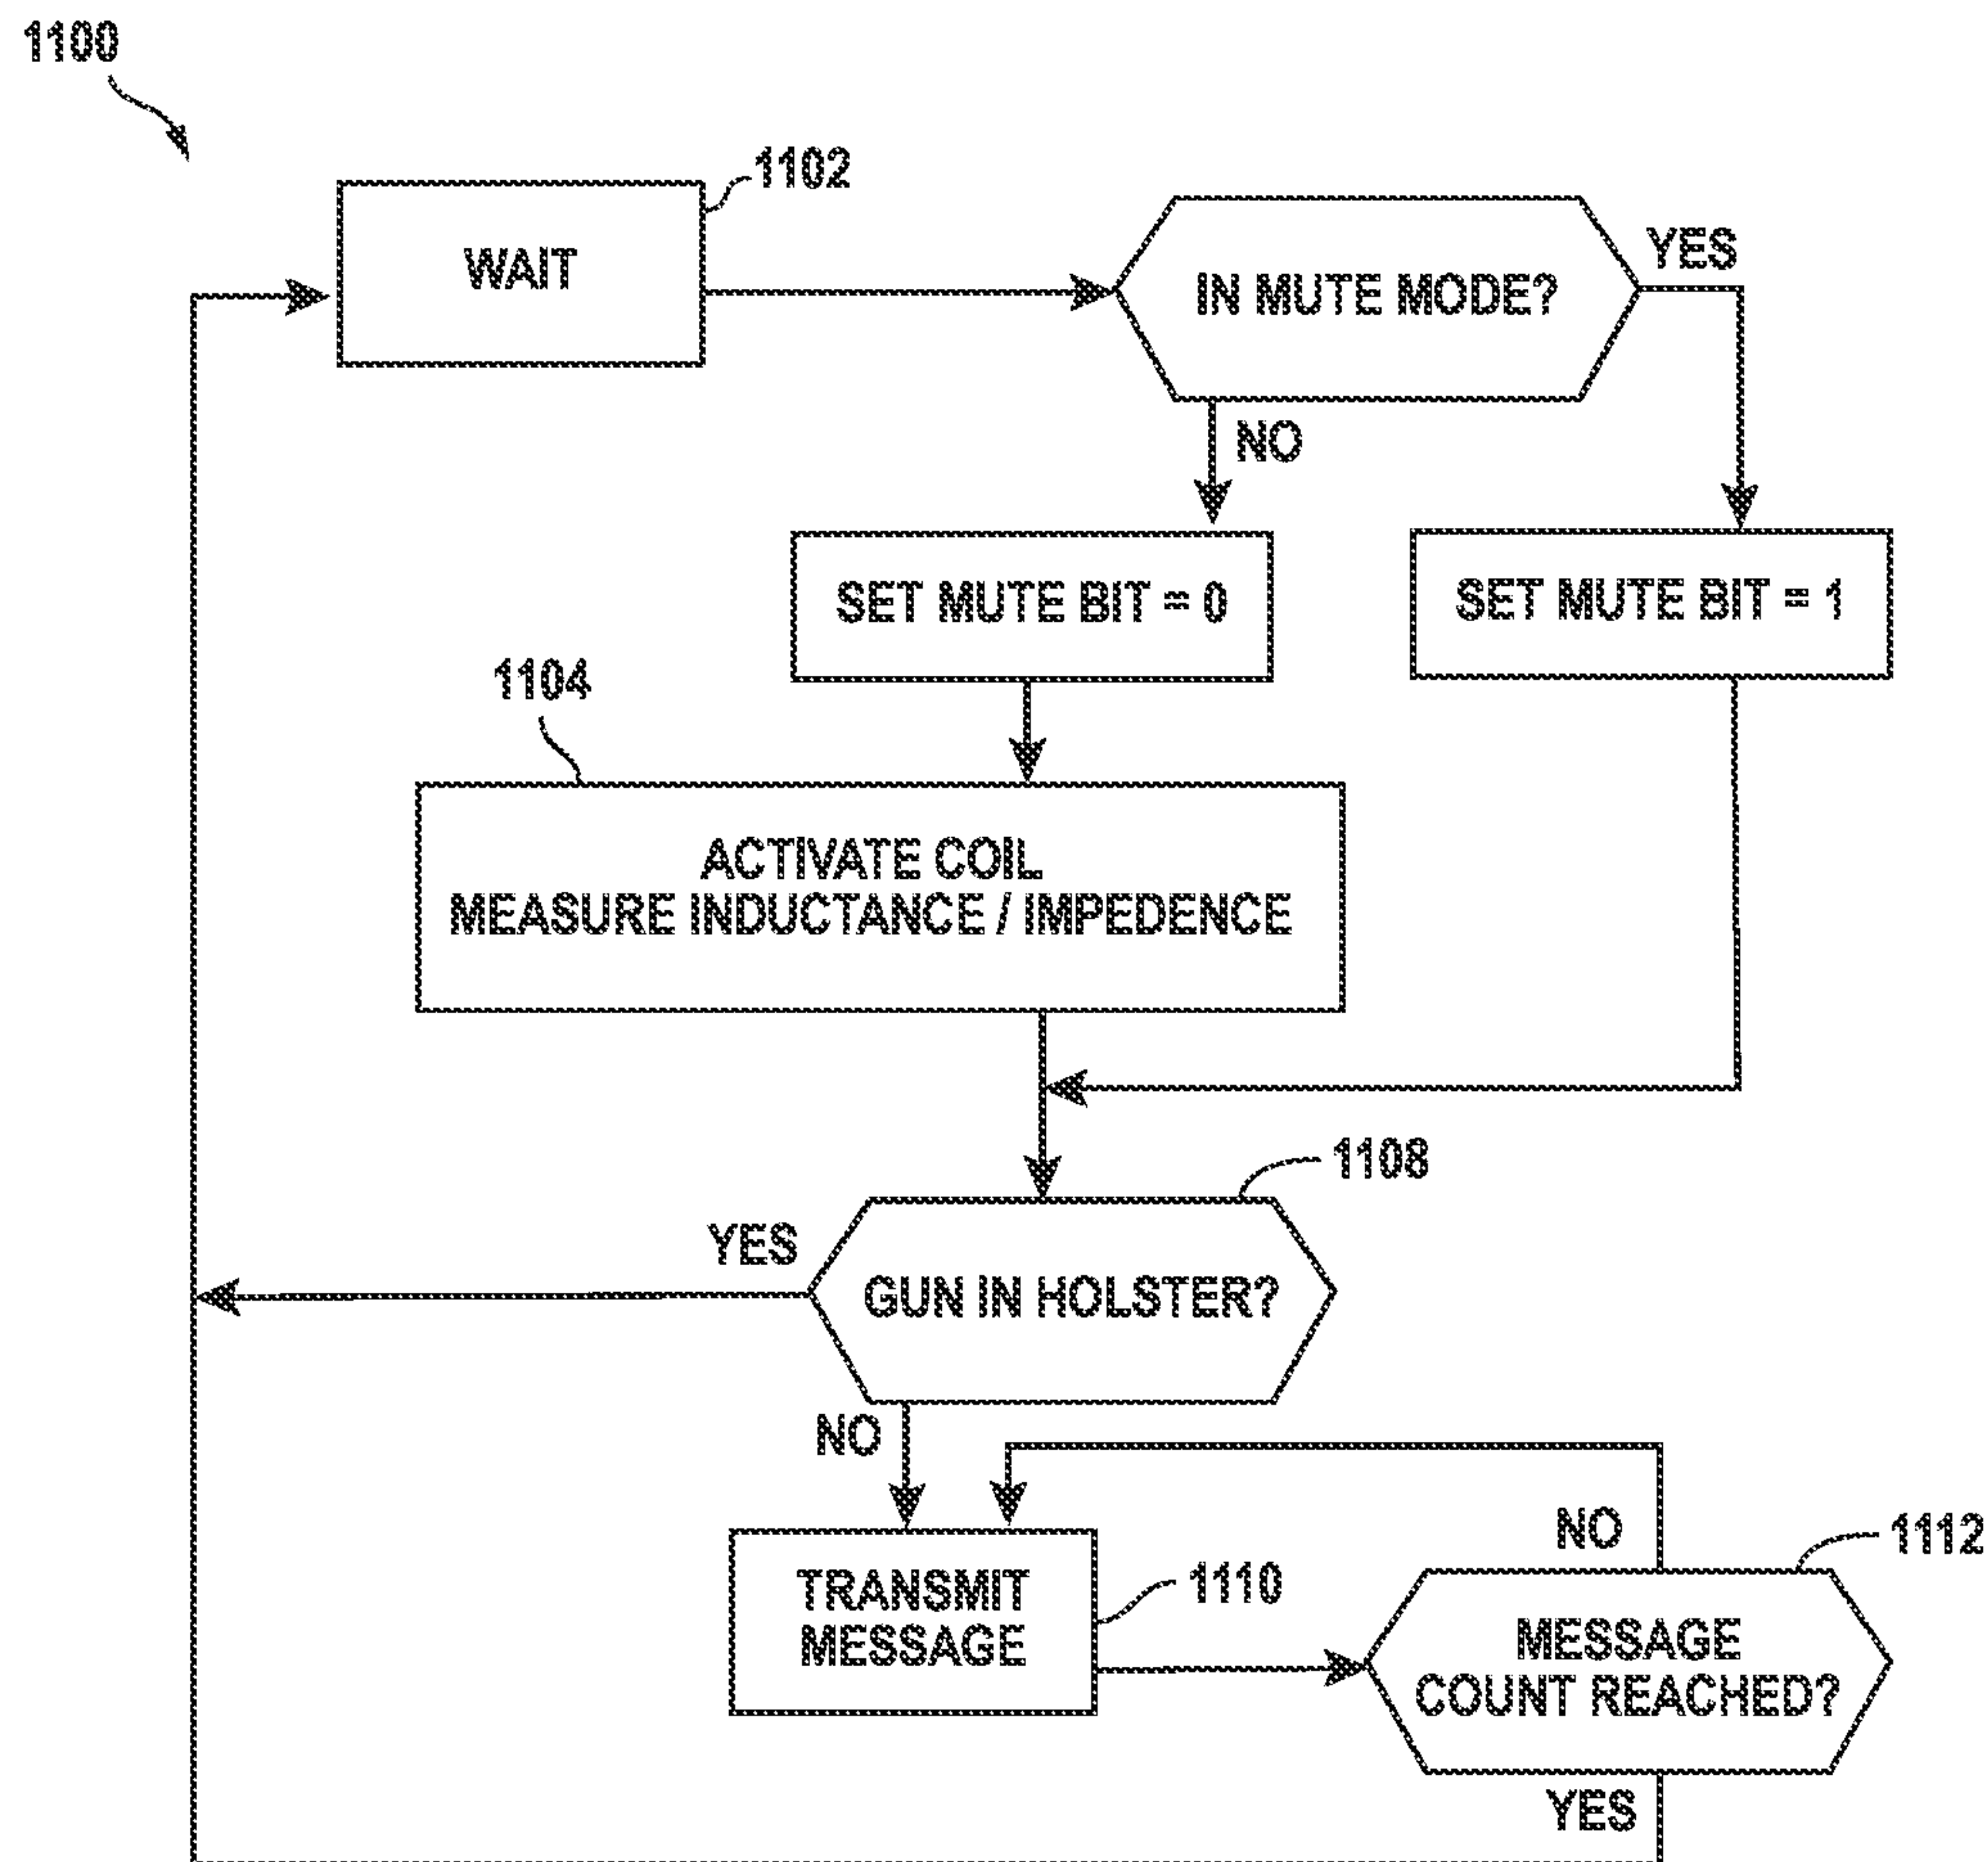 1100
1102
WAIT
IN MUTE MODE?
YES
NO
SET MUTE BIT = 0
SET MUTE BIT = 1
1104
ACTIVATE COIL
MEASURE INDUCTANCE / IMPEDENCE
1108
YES
GUN IN HOLSTER?
NO
NO
1112
TRANSMIT
MESSAGE
1110
MESSAGE
COUNT REACHED?
YES